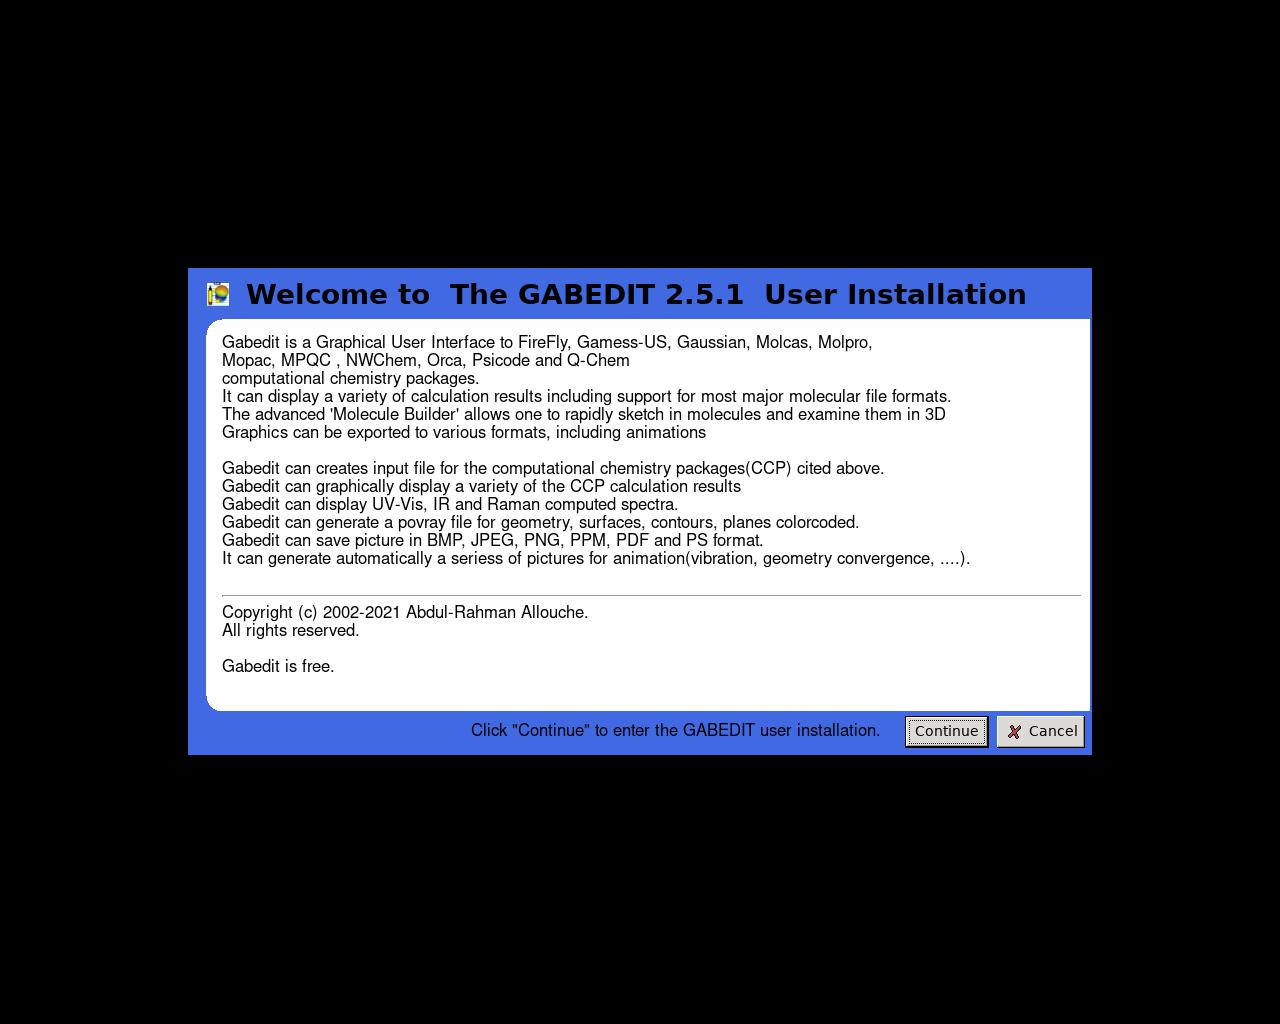 Welcome to  The GABEDIT 2.5.1  User Installation
Gabedit is a Graphical User Interface to FireFly, Gamess-US, Gaussian, Molcas, Molpro,
Mopac, MPQC , NWChem, Orca, Psicode and Q-Chem
computational chemistry packages.
It can display a variety of calculation results including support for most major molecular file formats.
The advanced 'Molecule Builder' allows one to rapidly sketch in molecules and examine them in 3D
Graphics can be exported to various formats, including animations
Gabedit can creates input file for the computational chemistry packages(CCP) cited above.
Gabedit can graphically display a variety of the CCP calculation results
Gabedit can display UV-Vis, IR and Raman computed spectra.
Gabedit can generate a povray file for geometry, surfaces, contours, planes colorcoded.
Gabedit can save picture in BMP, JPEG, PNG, PPM, PDF and PS format.
It can generate automatically a seriess of pictures for animation(vibration, geometry convergence, ....).
Copyright (c) 2002-2021 Abdul-Rahman Allouche.
All rights reserved.
Gabedit is free.
Click "Continue" to enter the GABEDIT user installation.
Continue
Cancel